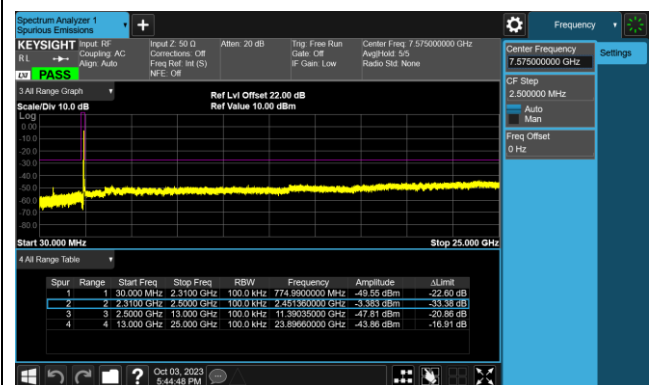 Spectrum Analyzer 1
Spurious Emissions
Frequency
KEYSIGHT Input: RF Input Z: 50 Ω Atten: 20 dB Trig: Free Run Center Freq: 7.575000000 GHz
RL Coupling: AC Corrections: Off Gate: Off Avg|Hold: 5/5
Align: Auto Freq Ref: Int (S) IF Gain: Low Radio Std: None
LXI PASS NFE: Off
Center Frequency
7.575000000 GHz
Settings
CF Step
2.500000 MHz
Auto
Man
Freq Offset
0 Hz
3 All Range Graph
Ref Lvl Offset 22.00 dB
Scale/Div 10.0 dB Ref Value 10.00 dBm
Log
0.00
-10.0
-20.0
-30.0
-40.0
-50.0
-60.0
-70.0
-80.0
Start 30.000 MHz Stop 25.000 GHz
4 All Range Table
Spur Range Start Freq Stop Freq RBW Frequency Amplitude ΔLimit
1 1 30.000 MHz 2.3100 GHz 100.0 kHz 774.9900000 MHz -49.55 dBm -22.60 dB
2 2 2.3100 GHz 2.5000 GHz 100.0 kHz 2.451360000 GHz -3.383 dBm -33.38 dB
3 3 2.5000 GHz 13.000 GHz 100.0 kHz 11.39035000 GHz -47.81 dBm -20.86 dB
4 4 13.000 GHz 25.000 GHz 100.0 kHz 23.89660000 GHz -43.86 dBm -16.91 dB
Oct 03, 2023
5:44:48 PM